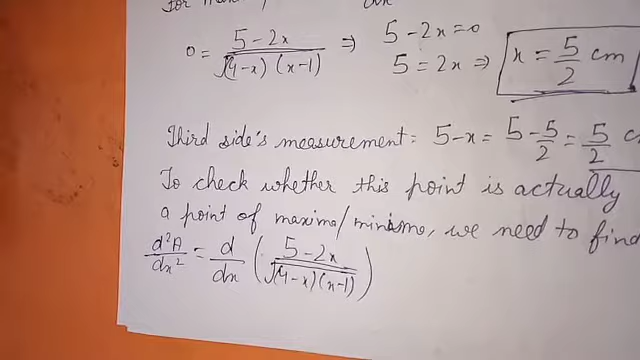 For
0 = 5-2x / √(4-x) (x-1) ⇒ 5-2x=0
5=2x ⇒ x = 5/2 cm
Third side's measurement: 5-x = 5-5/2 = 5/2
To check whether this point is actually
a point of maxima/minima, we need to find
d²A/dx² = d/dx (5-2x / √(4-x)(x-1))